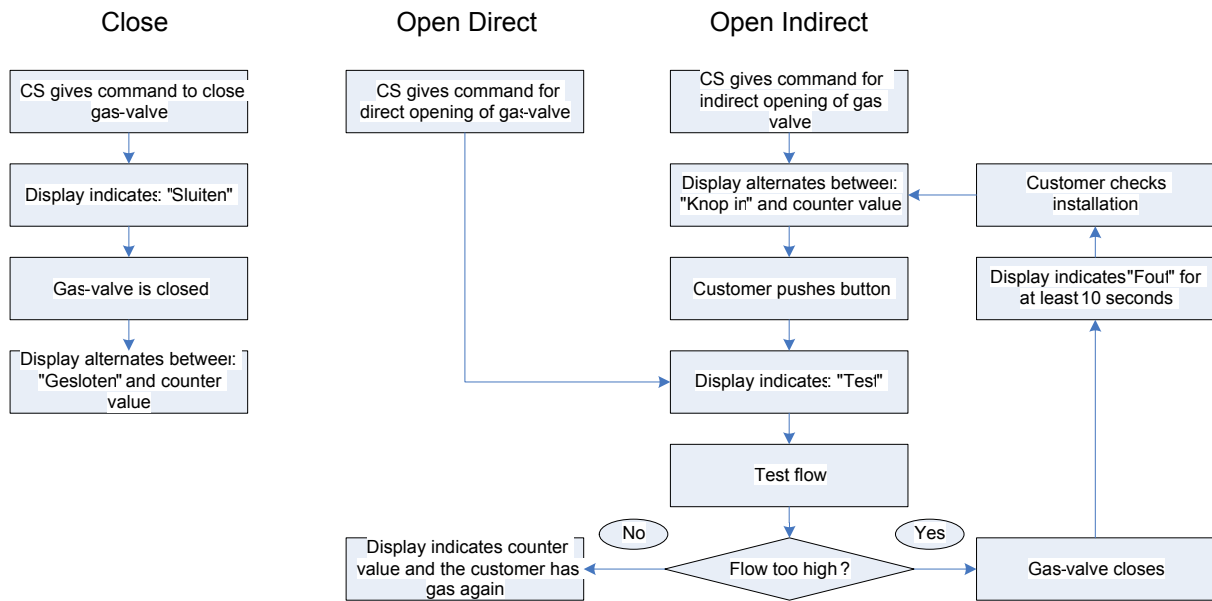 Close
Open Direct
Open Indirect
CS gives command to close
gas-valve
Display indicates: "Sluiten"
Gas-valve is closed
Display alternates between:
"Gesloten" and counter
value
CS gives command for
direct opening of gas-valve
CS gives command for
indirect opening of gas
valve
Display alternates between:
"Knop in" and counter value
Customer pushes button
Display indicates: "Test"
Test flow
Flow too high?
No
Yes
Display indicates counter
value and the customer has
gas again
Gas-valve closes
Display indicates "Fout" for
at least 10 seconds
Customer checks
installation